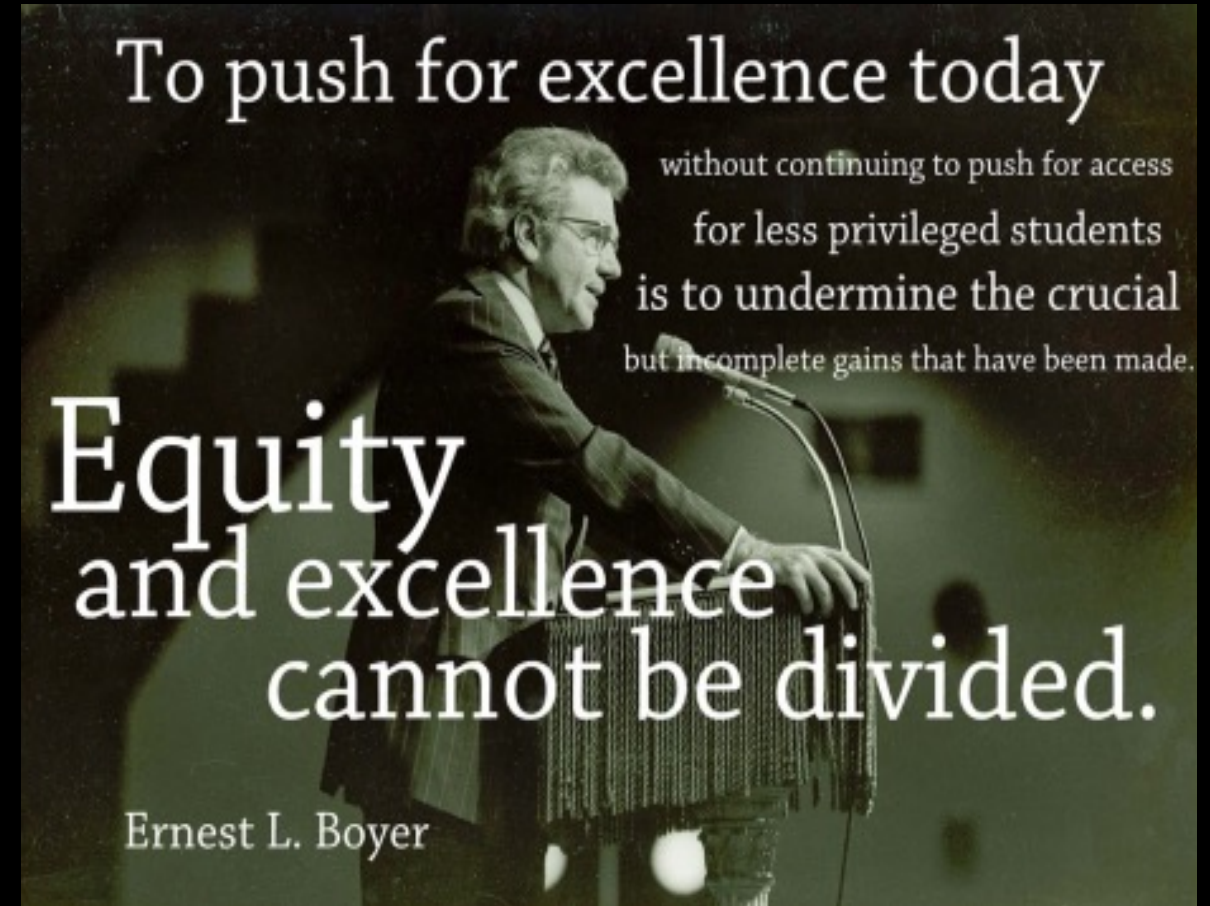 To push for excellence today
without continuing to push for access
for less privileged students
is to undermine the crucial
but incomplete gains that have been made.
Equity
and excellence
cannot be divided.
Ernest L. Boyer